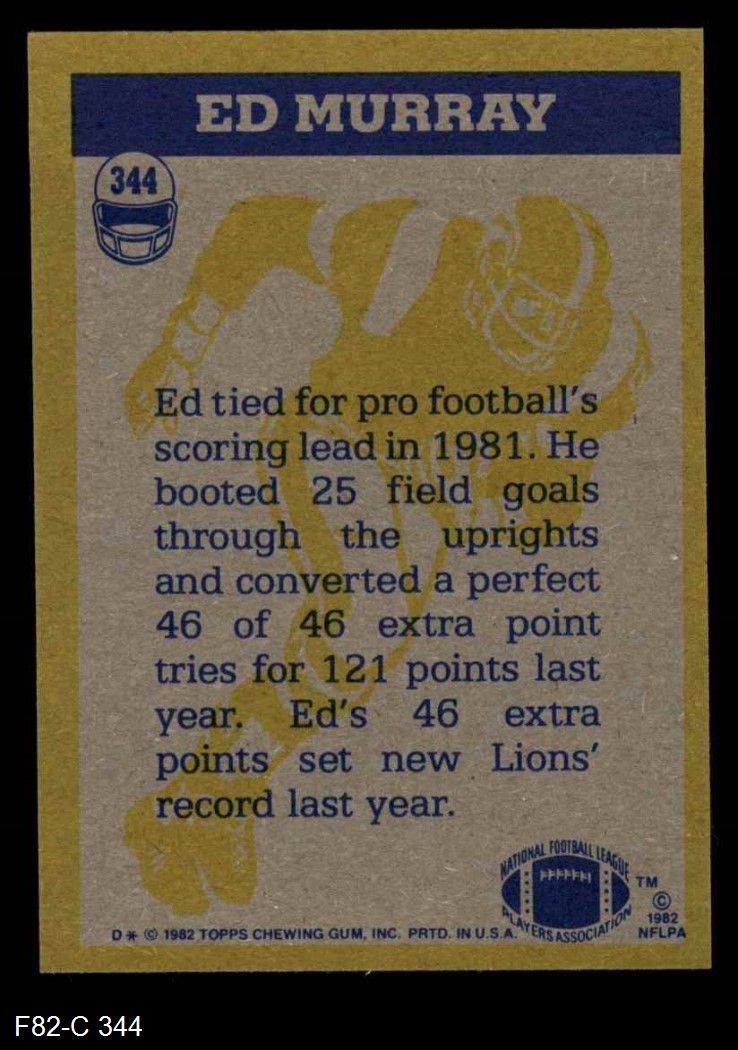 ED MURRAY
344
Ed tied for pro football's
scoring lead in 1981. He
booted 25 field goals
through the uprights
and converted a perfect
46 of 46 extra point
tries for 121 points last
year. Ed's 46 extra
points set new Lions'
record last year.
NATIONAL FOOTBALL LEAGUE
PLAYERS ASSOCIATION
TM
©
1982
NFLPA
D * © 1982 TOPPS CHEWING GUM, INC. PRTD. IN U.S.A.
F82-C 344